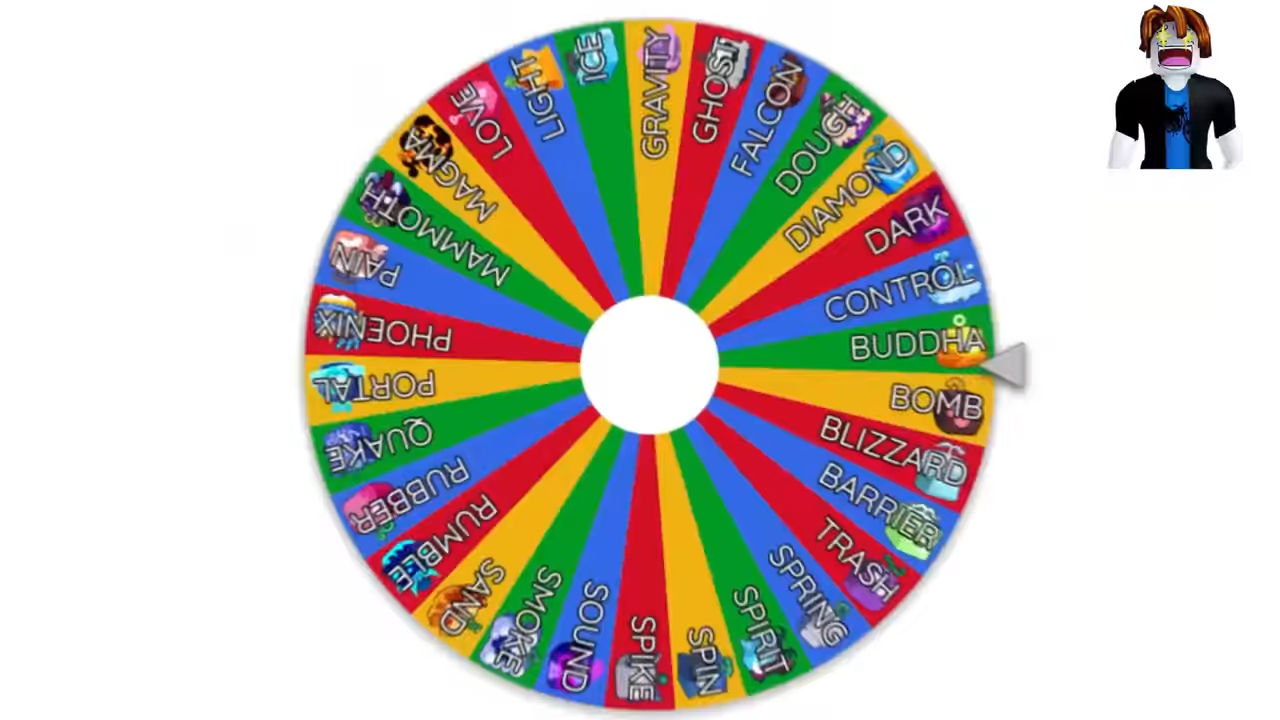 GRAVITY
GHOST
FALCON
DOUGH
DIAMOND
DARK
CONTROL
BUDDHA
BOMB
BLIZZARD
BARRIER
TRASH
SPRING
SPIRIT
SPIN
SPIKE
SOUND
SMOKE
SAND
RUMBLE
RUBBER
QUAKE
PORTAL
PHOENIX
PAIN
MAMMOTH
MAGMA
LOVE
LIGHT
ICE